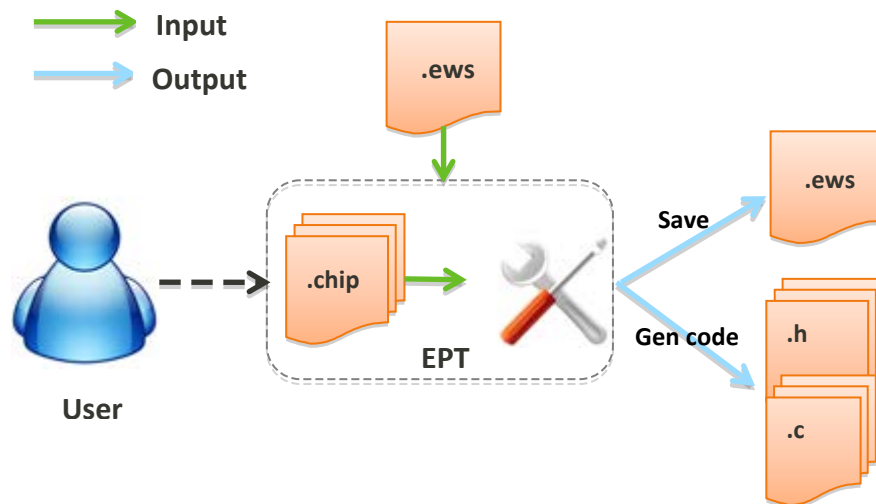 Input
Output
.ews
.ews
Save
.chip
Gen code
.h
EPT
User
.c